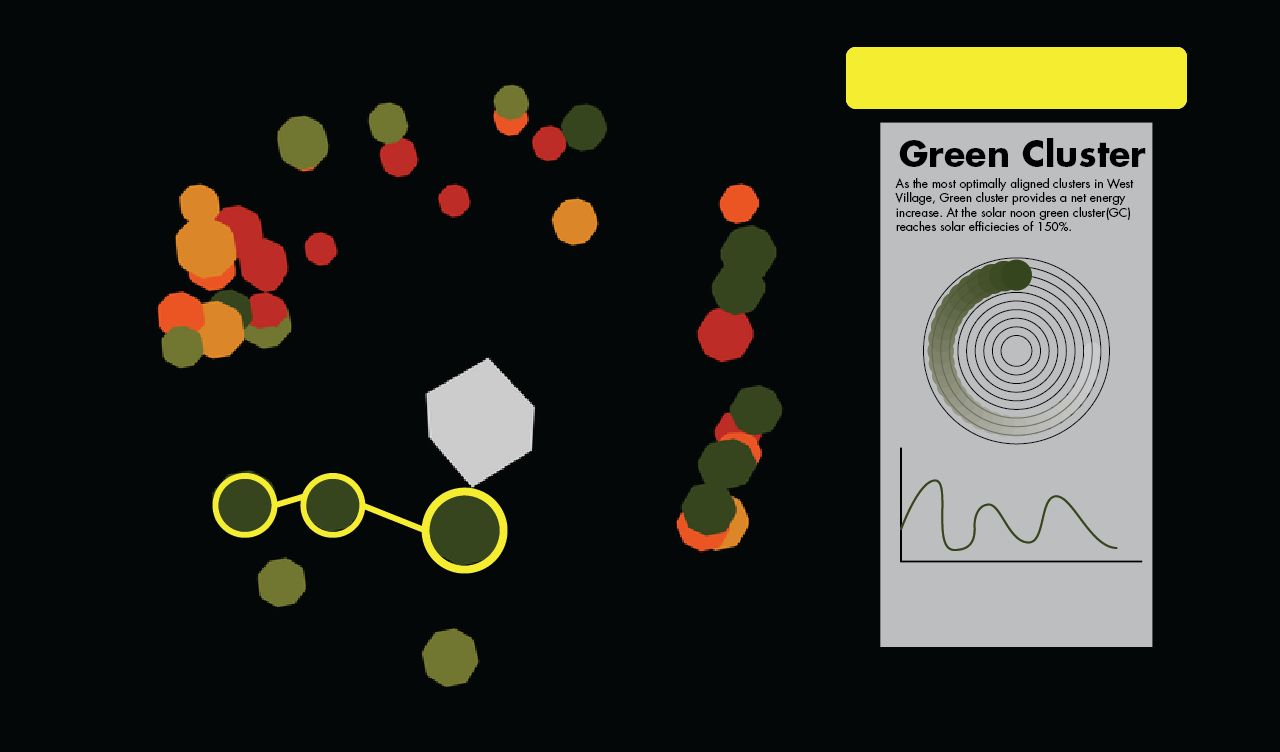 Green Cluster
As the most optimally aligned clusters in West
Village, Green cluster provides a net energy
increase. At the solar noon green cluster(GC)
reaches solar efficiecies of 150%.